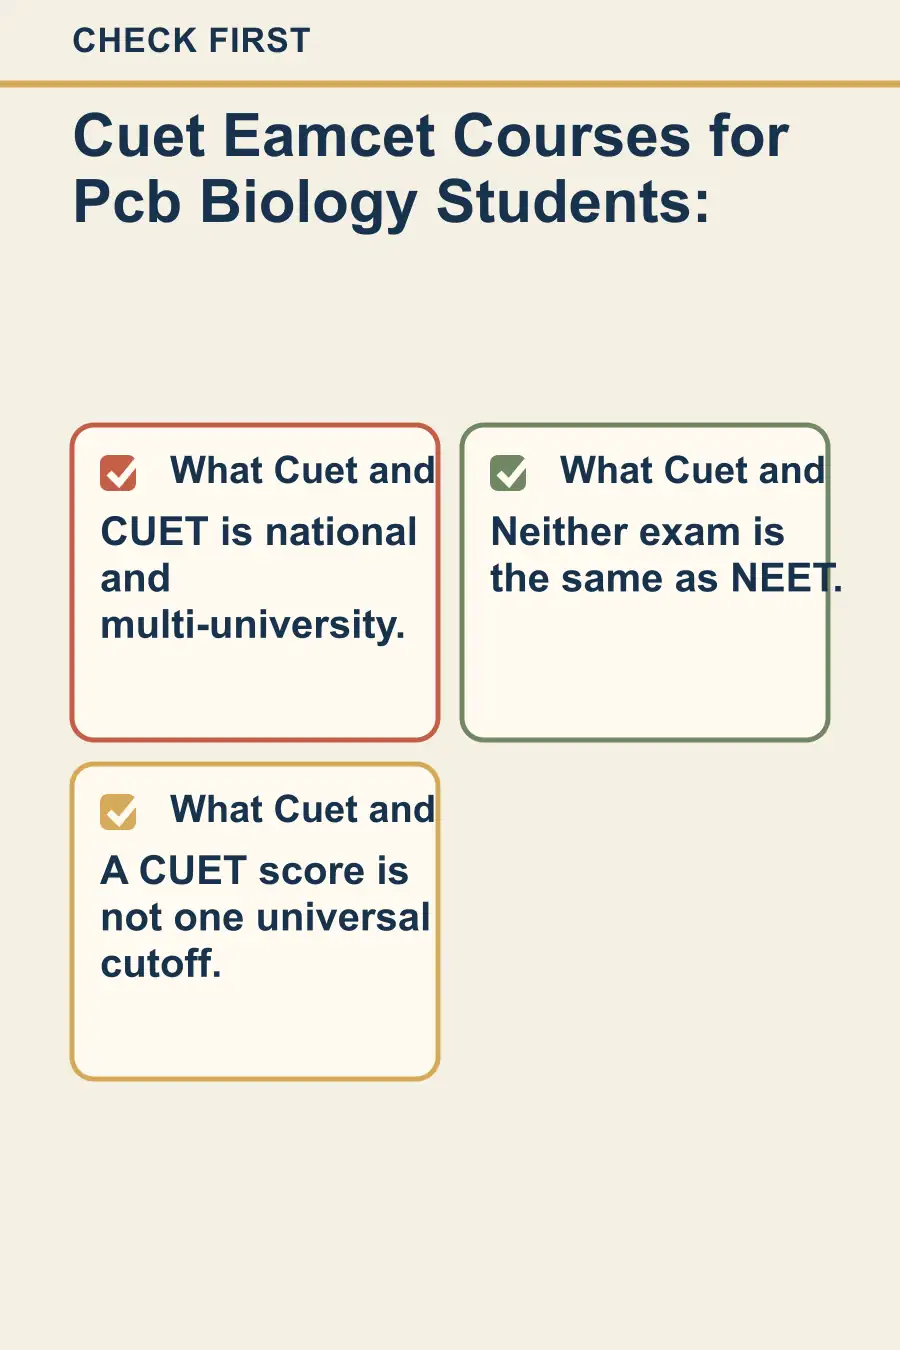 CHECK FIRST
Cuet Eamcet Courses for
Pcb Biology Students:
What Cuet and
CUET is national
and
multi-university.
What Cuet and
Neither exam is
the same as NEET.
What Cuet and
A CUET score is
not one universal
cutoff.